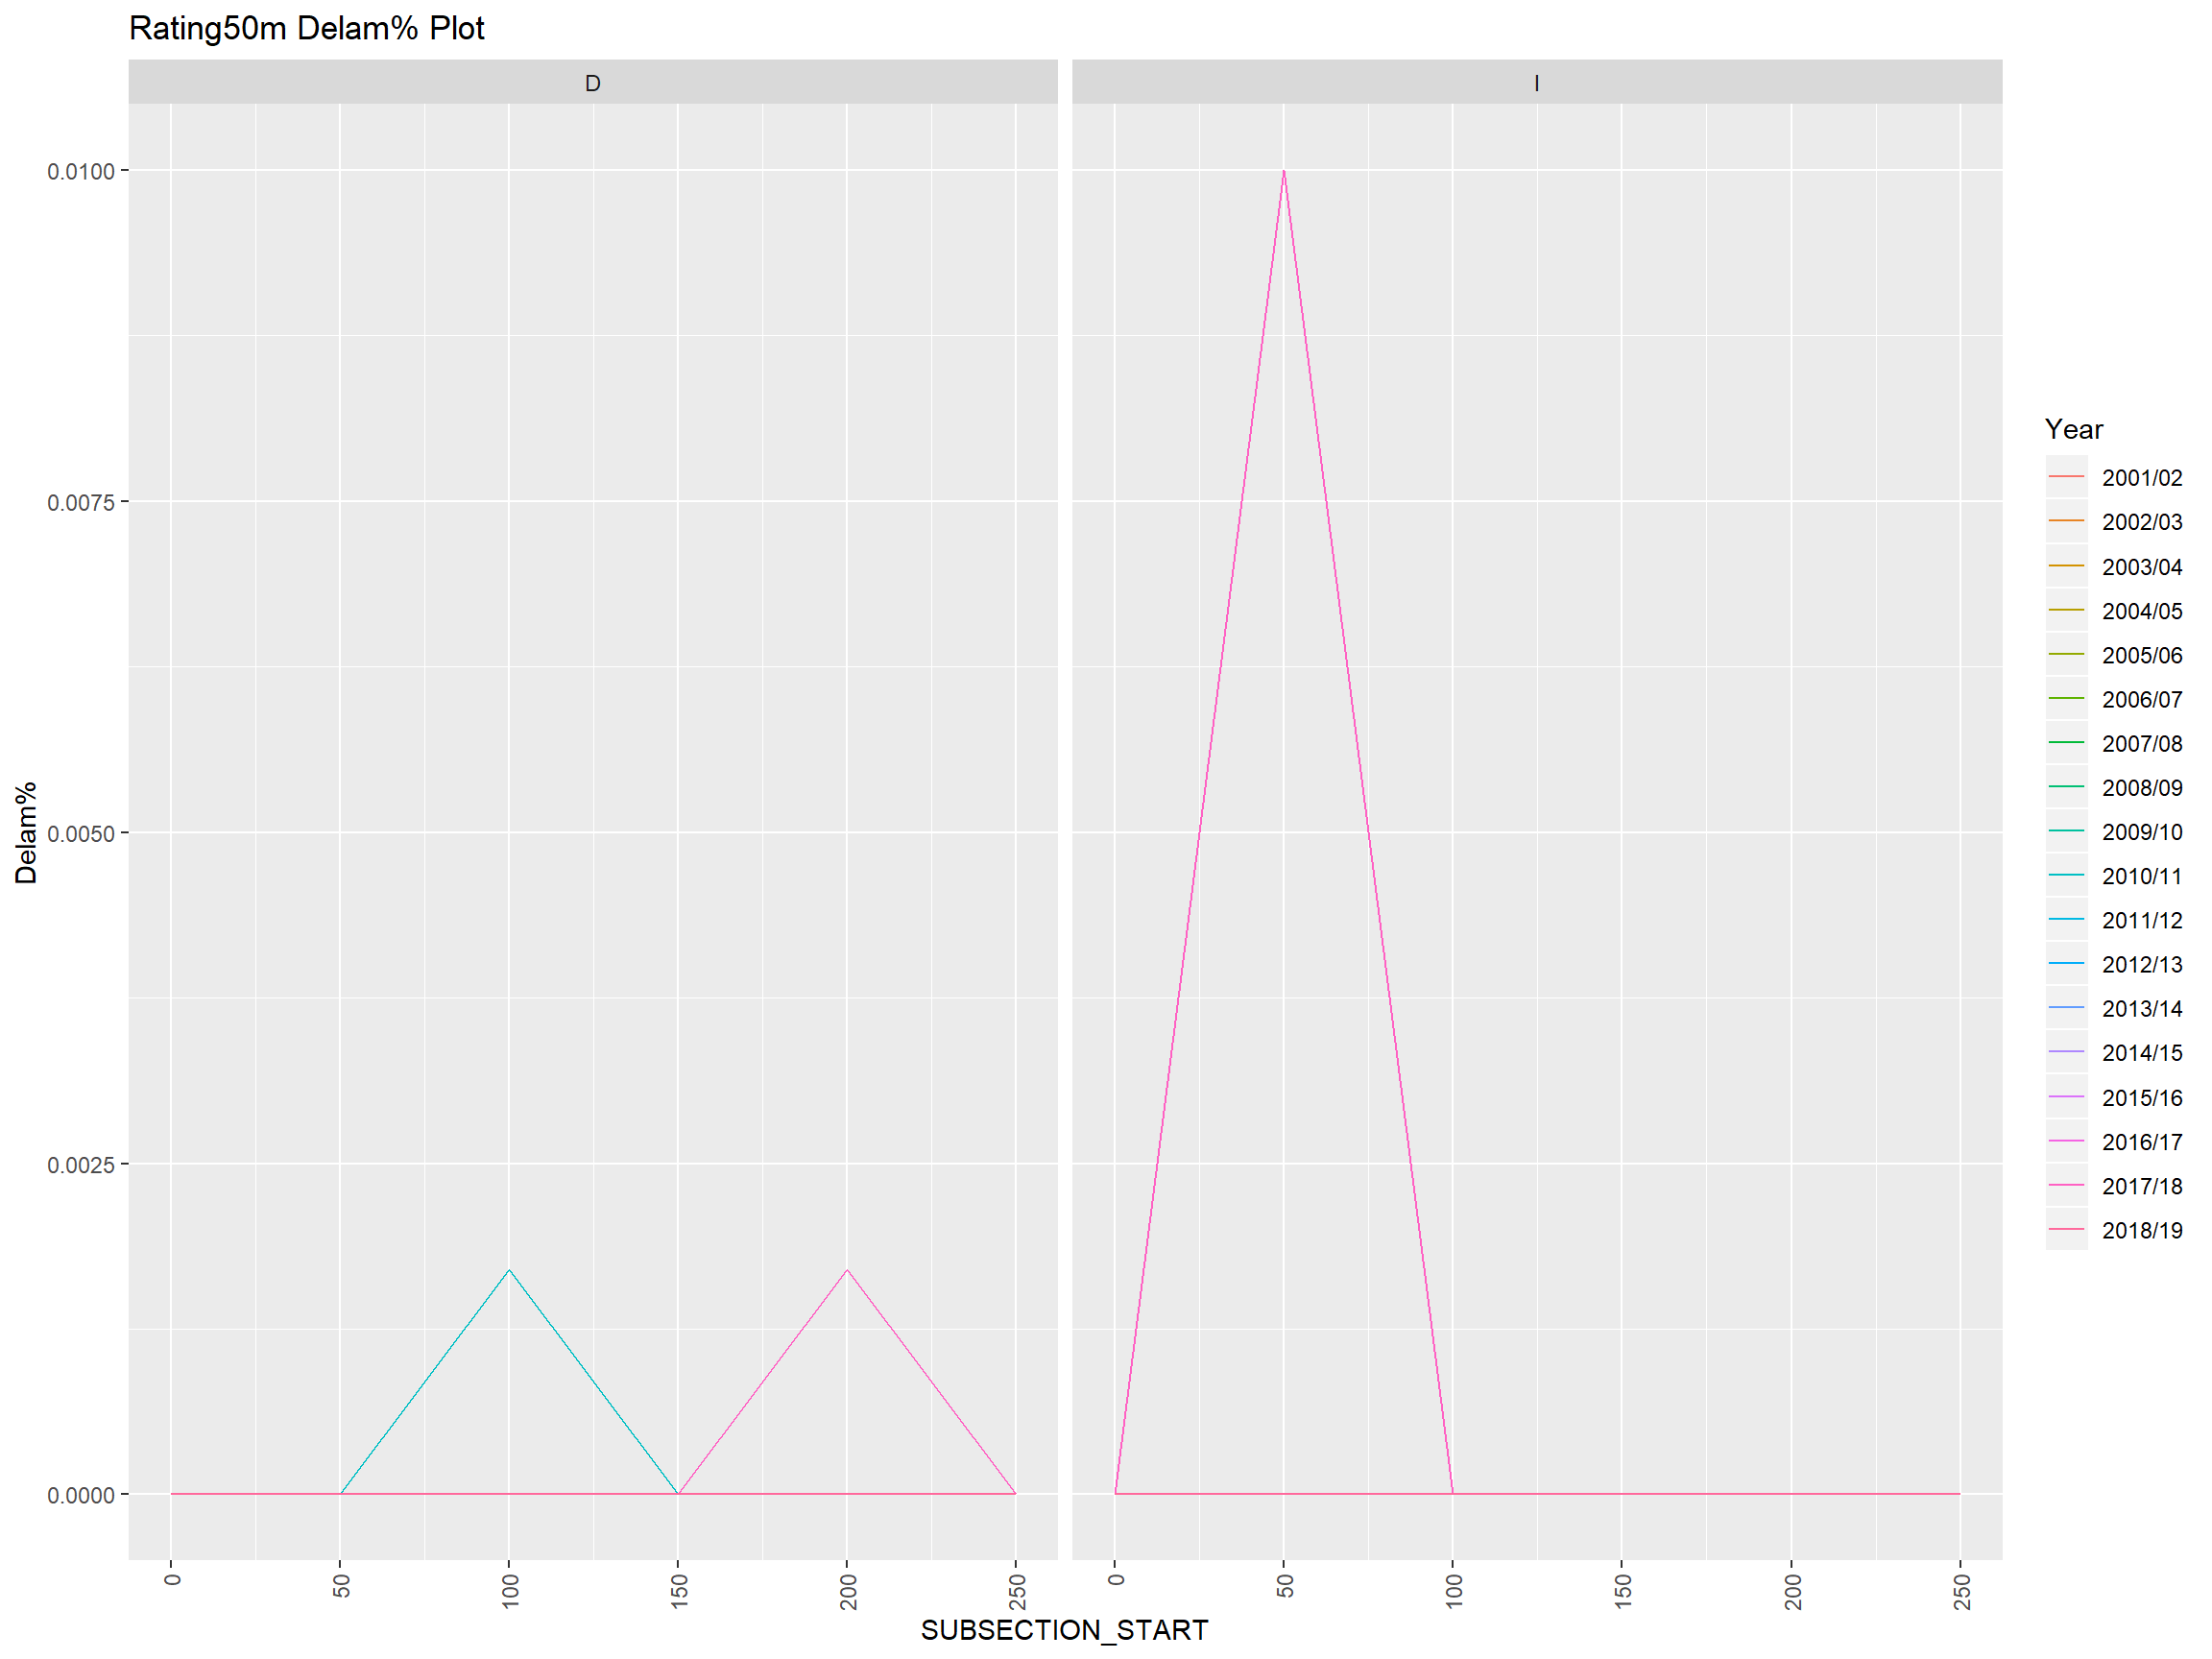 Rating50m Delam% Plot
D
I
0.0100
0.0075
0.0050
0.0025
0.0000
Delam%
0 50 100 150 200 250
0 50 100 150 200 250
SUBSECTION_START
Year
2001/02
2002/03
2003/04
2004/05
2005/06
2006/07
2007/08
2008/09
2009/10
2010/11
2011/12
2012/13
2013/14
2014/15
2015/16
2016/17
2017/18
2018/19